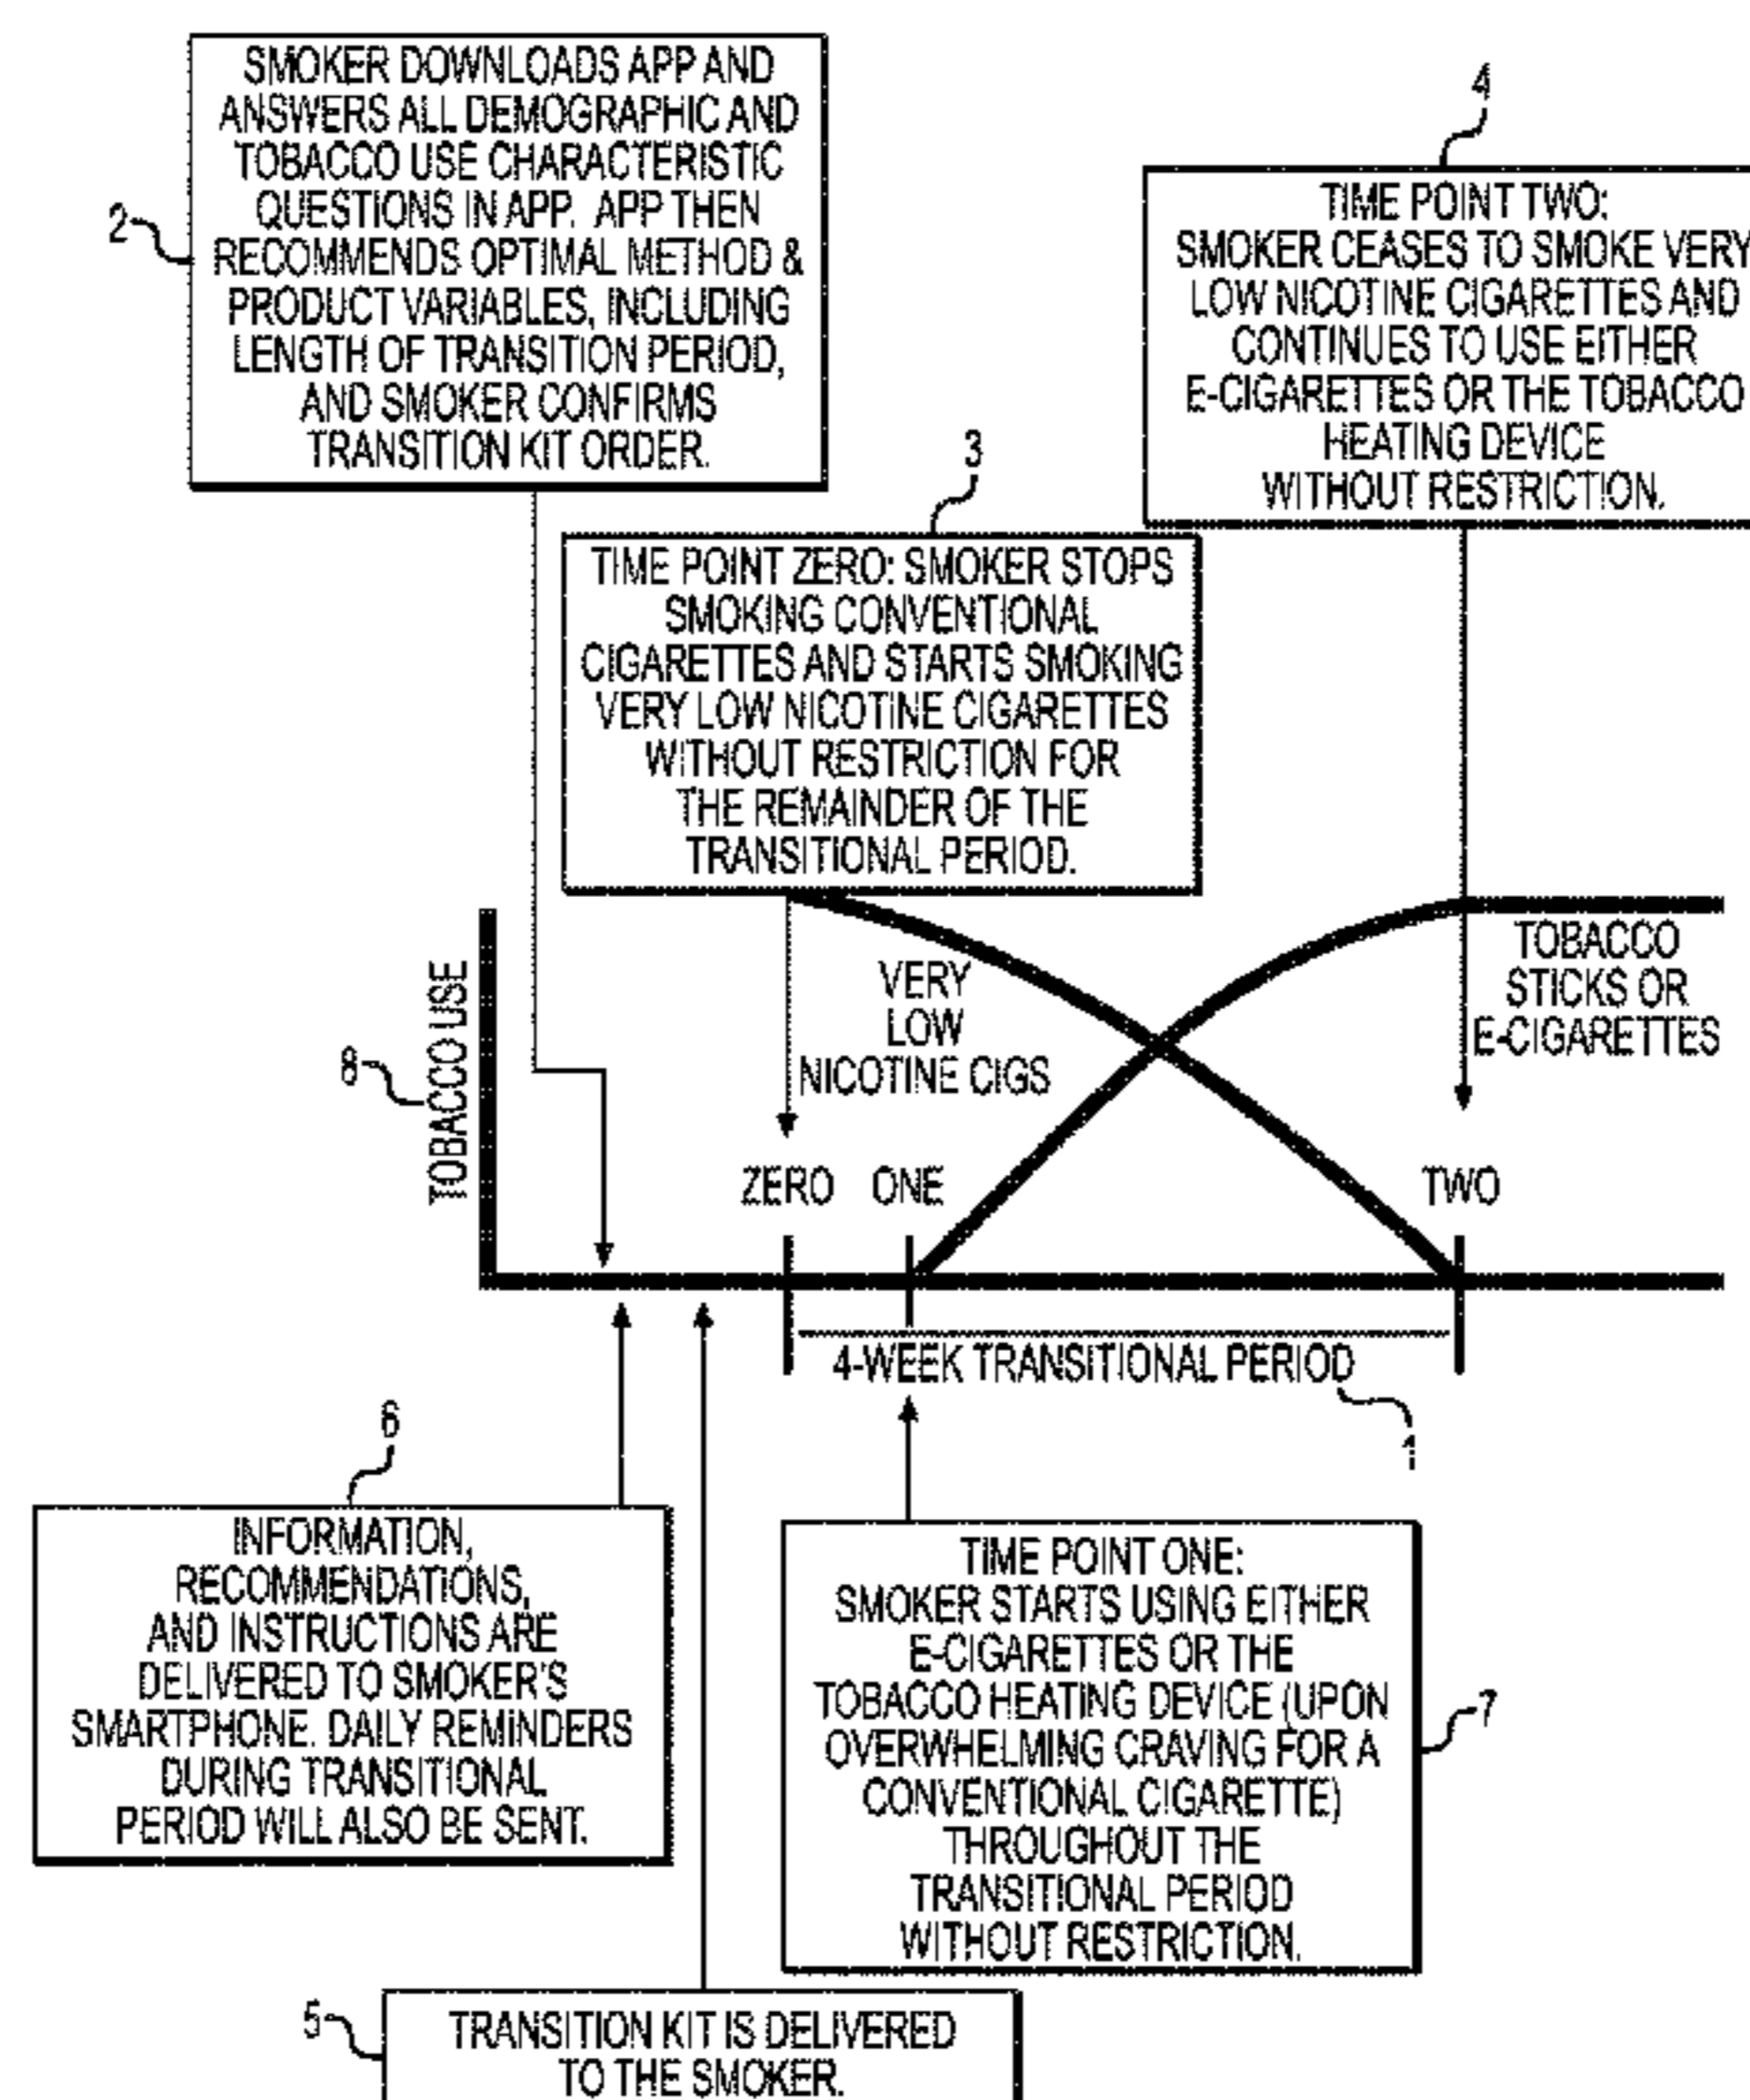 SMOKER DOWNLOADS APP AND
ANSWERS ALL DEMOGRAPHIC AND
TOBACCO USE CHARACTERISTIC
QUESTIONS IN APP. APP THEN
RECOMMENDS OPTIMAL METHOD &
PRODUCT VARIABLES, INCLUDING
LENGTH OF TRANSITION PERIOD,
AND SMOKER CONFIRMS
TRANSITION KIT ORDER.
2
4
TIME POINT TWO:
SMOKER CEASES TO SMOKE VERY
LOW NICOTINE CIGARETTES AND
CONTINUES TO USE EITHER
E-CIGARETTES OR THE TOBACCO
HEATING DEVICE
WITHOUT RESTRICTION.
3
TIME POINT ZERO: SMOKER STOPS
SMOKING CONVENTIONAL
CIGARETTES AND STARTS SMOKING
VERY LOW NICOTINE CIGARETTES
WITHOUT RESTRICTION FOR
THE REMAINDER OF THE
TRANSITIONAL PERIOD.
8
TOBACCO USE
VERY
LOW
NICOTINE CIGS
TOBACCO
STICKS OR
E-CIGARETTES
ZERO ONE TWO
4-WEEK TRANSITIONAL PERIOD
1
6
INFORMATION,
RECOMMENDATIONS,
AND INSTRUCTIONS ARE
DELIVERED TO SMOKER'S
SMARTPHONE. DAILY REMINDERS
DURING TRANSITIONAL
PERIOD WILL ALSO BE SENT.
TIME POINT ONE:
SMOKER STARTS USING EITHER
E-CIGARETTES OR THE
TOBACCO HEATING DEVICE (UPON
OVERWHELMING CRAVING FOR A
CONVENTIONAL CIGARETTE)
THROUGHOUT THE
TRANSITIONAL PERIOD
WITHOUT RESTRICTION.
7
5
TRANSITION KIT IS DELIVERED
TO THE SMOKER.